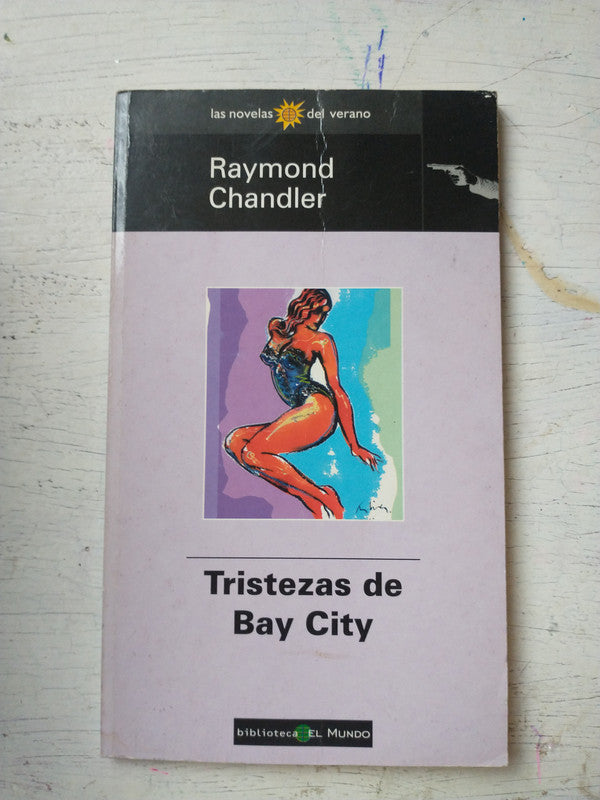 las novelas del verano
Raymond
Chandler
Tristezas de
Bay City
biblioteca EL MUNDO